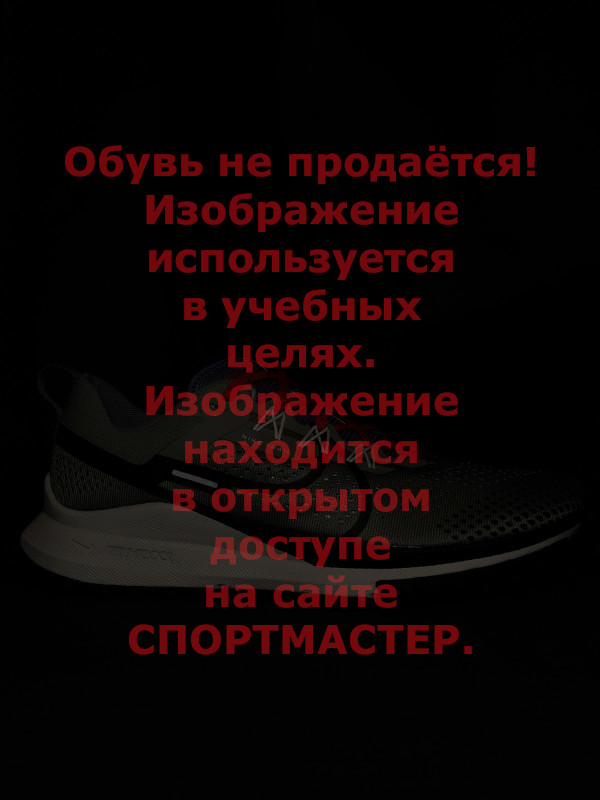 Обувь не продаётся!
Изображение
используется
в учебных
целях.
Изображение
находится
в открытом
доступе
на сайте
СПОРТМАСТЕР.